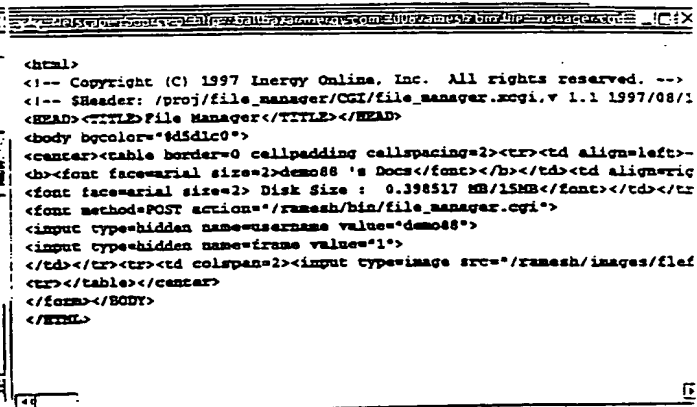 <html>
<!-- Copyright (C) 1997 Inergy Online, Inc. All rights reserved. -->
<!-- $Header: /proj/file_manager/CGI/file_manager.xcgi,v 1.1 1997/08/1
<HEAD><TITLE>File Manager</TITLE></HEAD>
<body bgcolor="#d5d1c0">
<center><table border=0 cellpadding cellspacing=2><tr><td align=left>-
<b><font face=arial size=2>demo88 's Docs</font></b></td><td align=rig
<font face=arial size=2> Disk Size : 0.398517 MB/15MB</font></td></tr
<font method=POST action="/ramesh/bin/file_manager.cgi">
<input type=hidden name=username value="demo88">
<input type=hidden name=frame value="1">
</td></tr><tr><td colspan=2><input type=image src="/ramesh/images/flef
<tr></table></center>
</form></BODY>
</HTML>